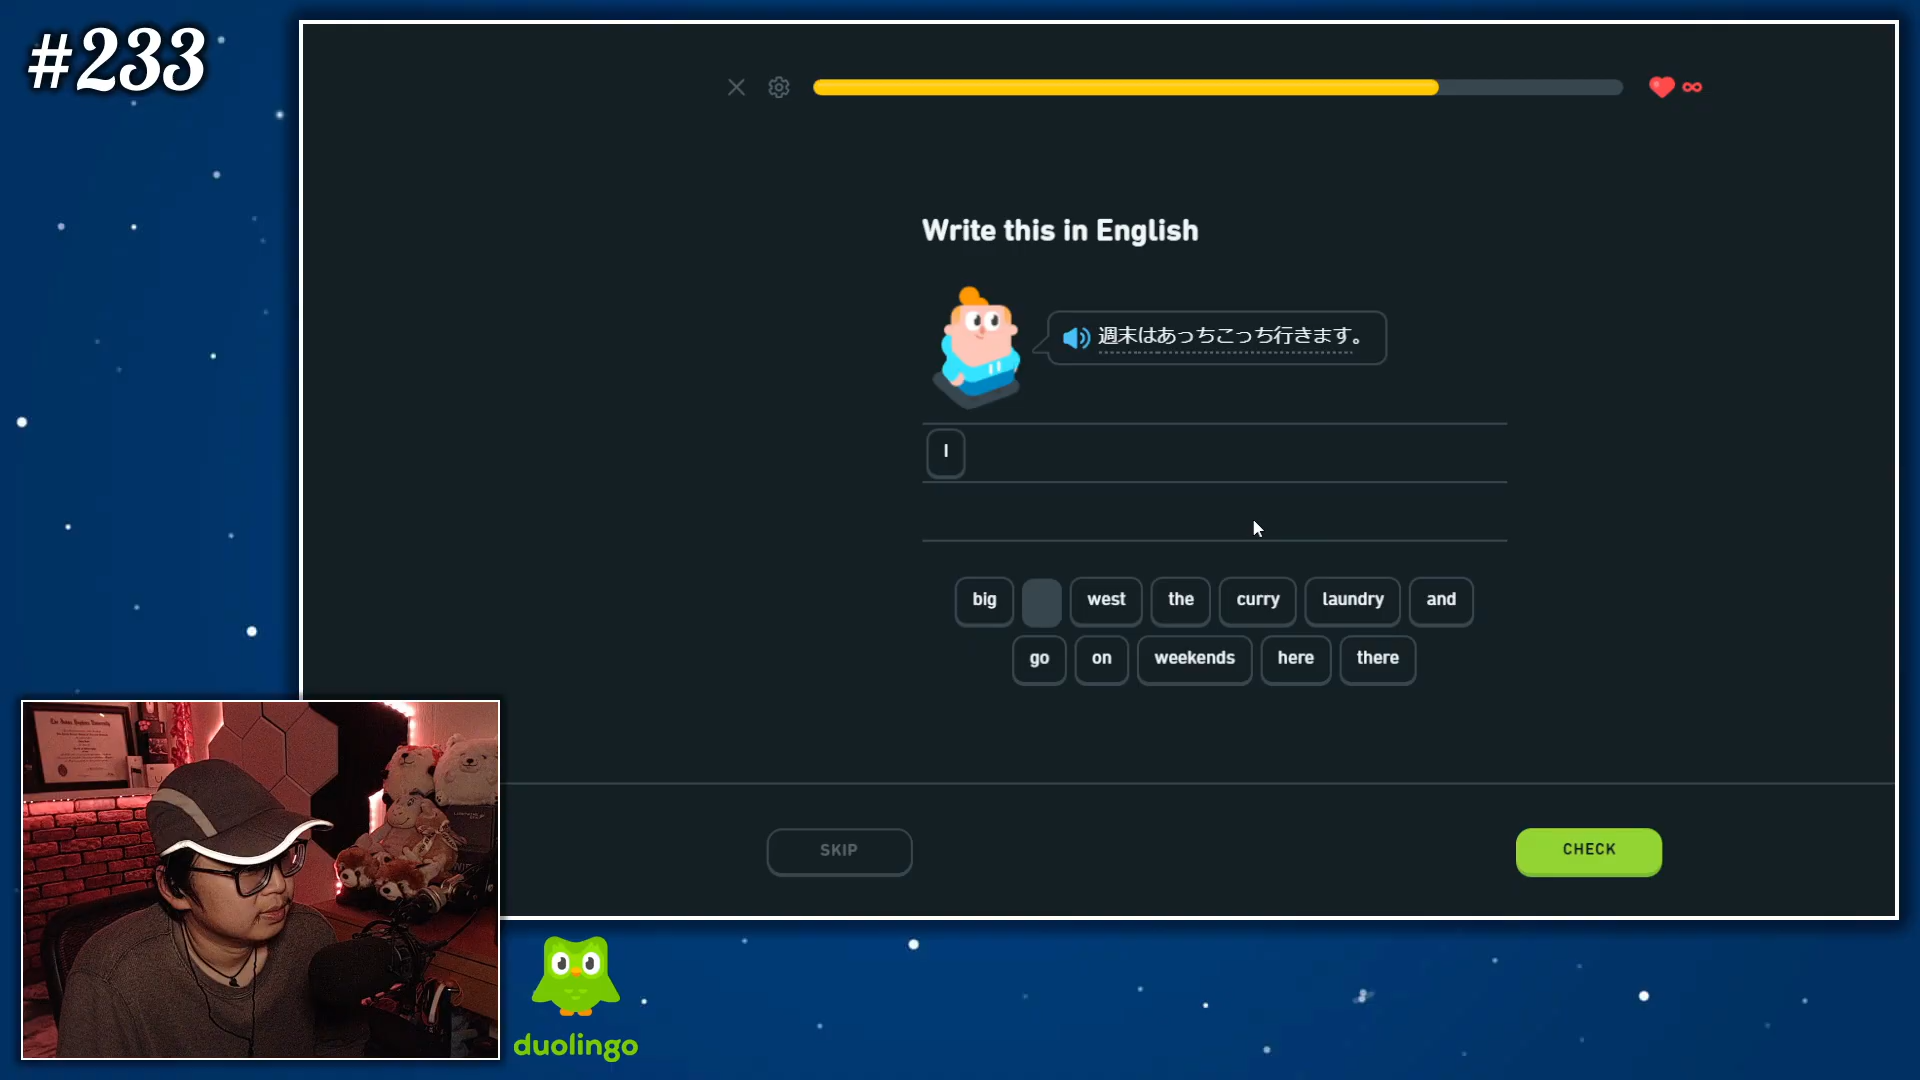 #233
∞
Write this in English
週末はあっちこっち行きます。
I
big west the curry laundry and
go on weekends here there
SKIP
CHECK
duolingo